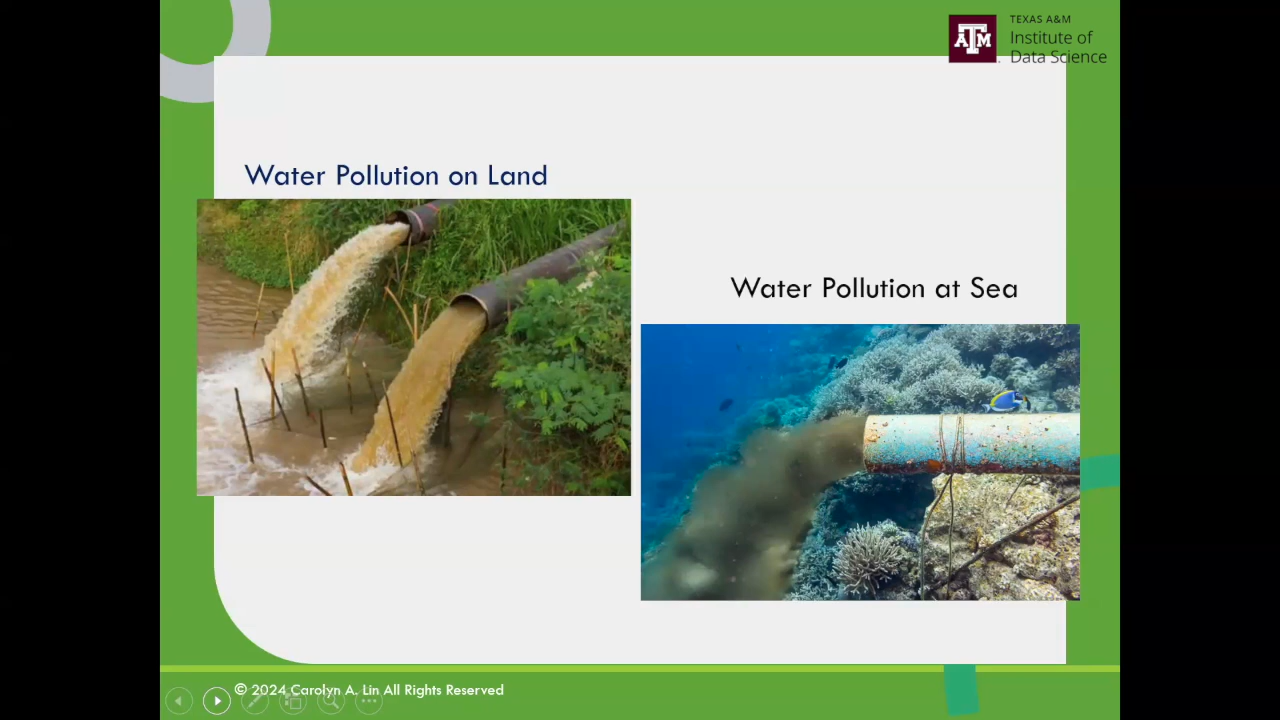 TEXAS A&M
Institute of
Data Science
ATM
Water Pollution on Land
Water Pollution at Sea
© 2024 Carolyn A. Lin All Rights Reserved